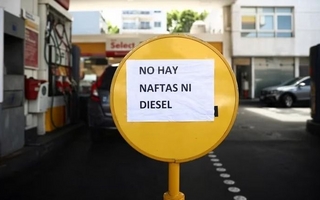 Select
NO HAY
NAFTAS NI
DIESEL